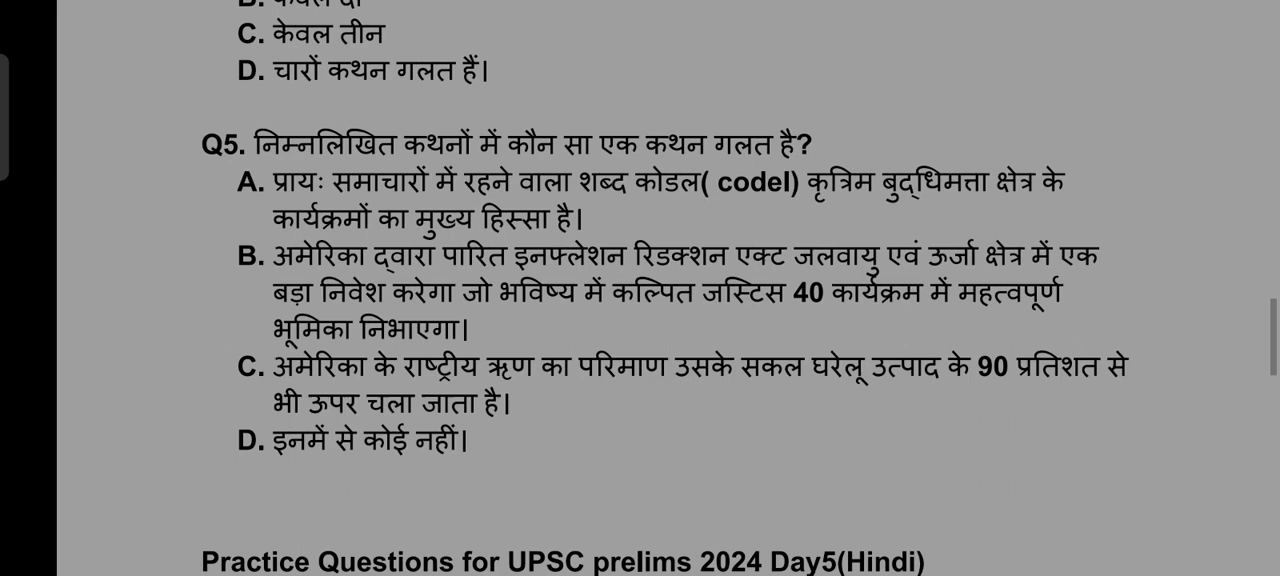 C. केवल तीन
D. चारों कथन गलत हैं।
Q5. निम्नलिखित कथनों में कौन सा एक कथन गलत है?
A. प्रायः समाचारों में रहने वाला शब्द कोडल( codel) कृत्रिम बुद्धिमत्ता क्षेत्र के
कार्यक्रमों का मुख्य हिस्सा है।
B. अमेरिका द्वारा पारित इनफ्लेशन रिडक्शन एक्ट जलवायु एवं ऊर्जा क्षेत्र में एक
बड़ा निवेश करेगा जो भविष्य में कल्पित जस्टिस 40 कार्यक्रम में महत्वपूर्ण
भूमिका निभाएगा।
C. अमेरिका के राष्ट्रीय ऋण का परिमाण उसके सकल घरेलू उत्पाद के 90 प्रतिशत से
भी ऊपर चला जाता है।
D. इनमें से कोई नहीं।
Practice Questions for UPSC prelims 2024 Day5(Hindi)